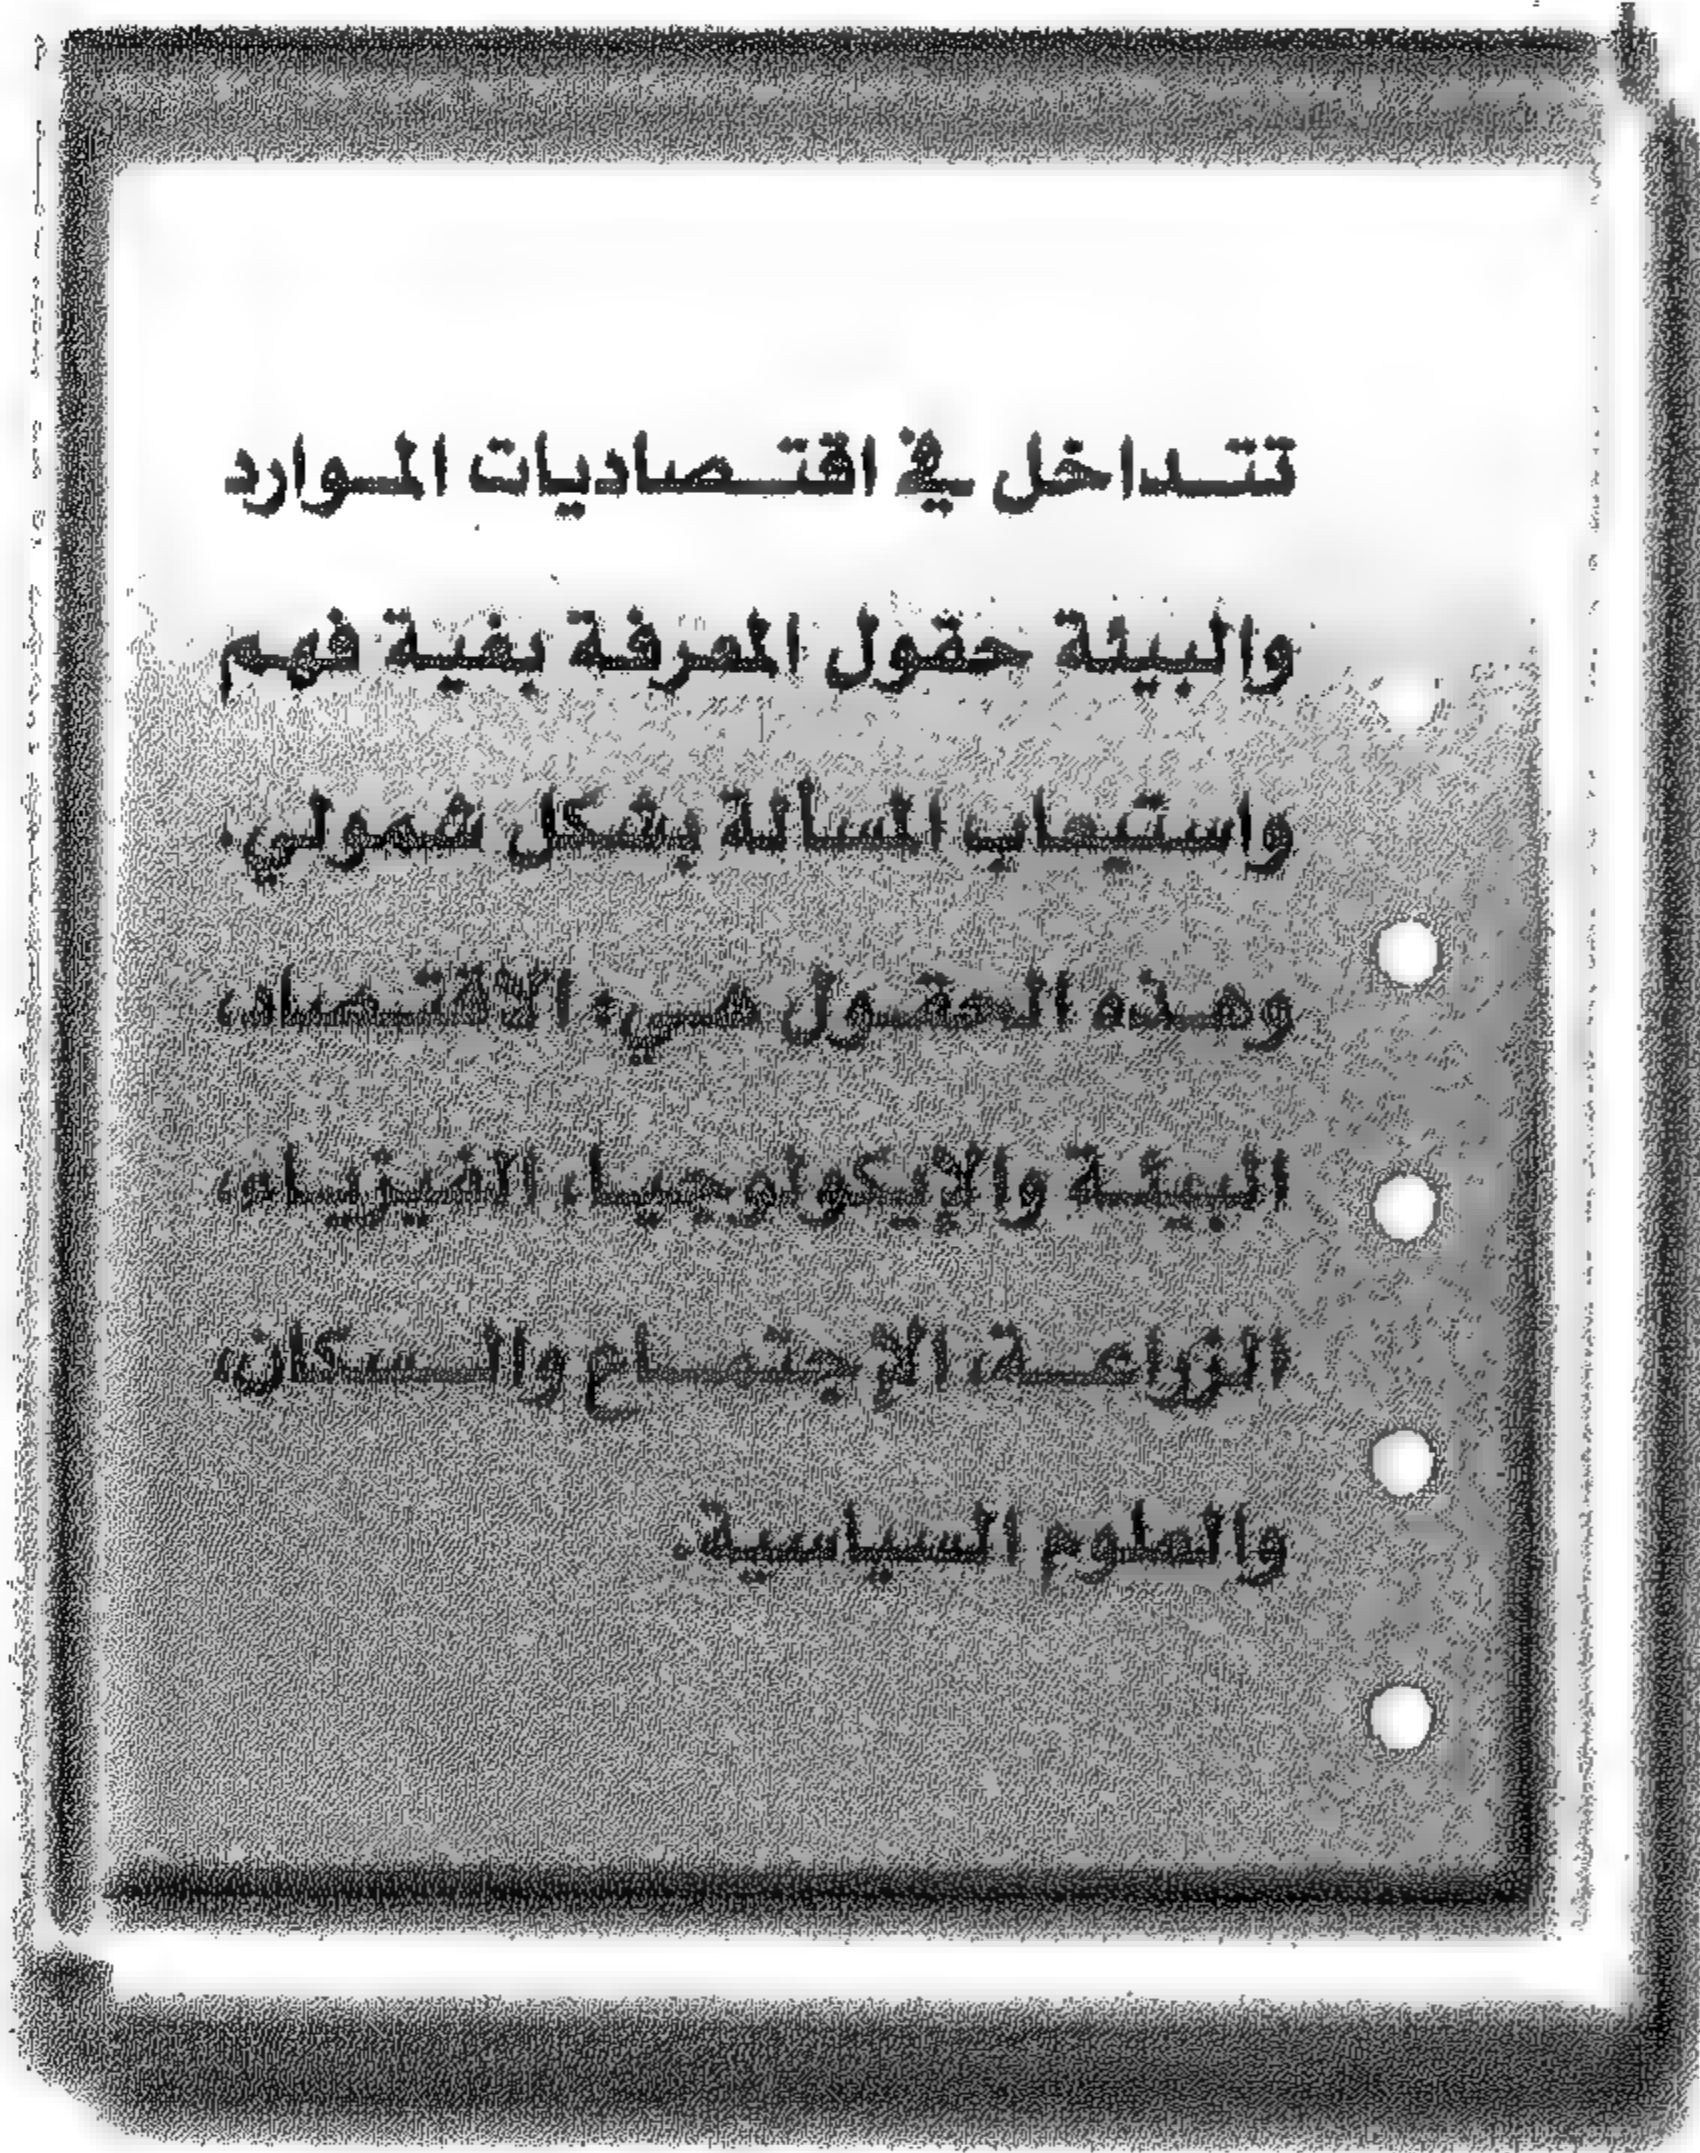 تتداخل في اقتصاديات الموارد
والبيئة حقول المعرفة بغية فهم
واستيعاب المسألة بشكل شمولي.
وهذه الحقول هي: الاقتصاد،
البيئة والإيكولوجيا، الفيزياء،
الزراعة، الإجتماع والسكان،
والعلوم السياسية.